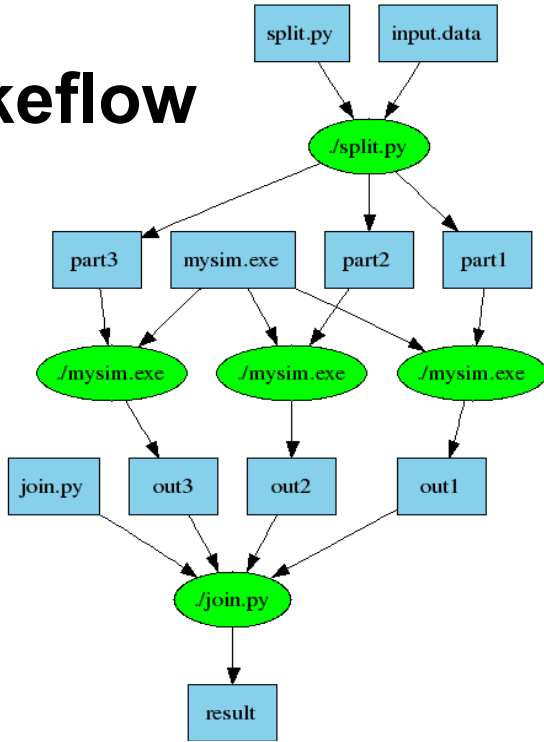 split.py
input.data
keflow
./split.py
part3
mysim.exe
part2
part1
./mysim.exe
./mysim.exe
./mysim.exe
join.py
out3
out2
out1
./join.py
result